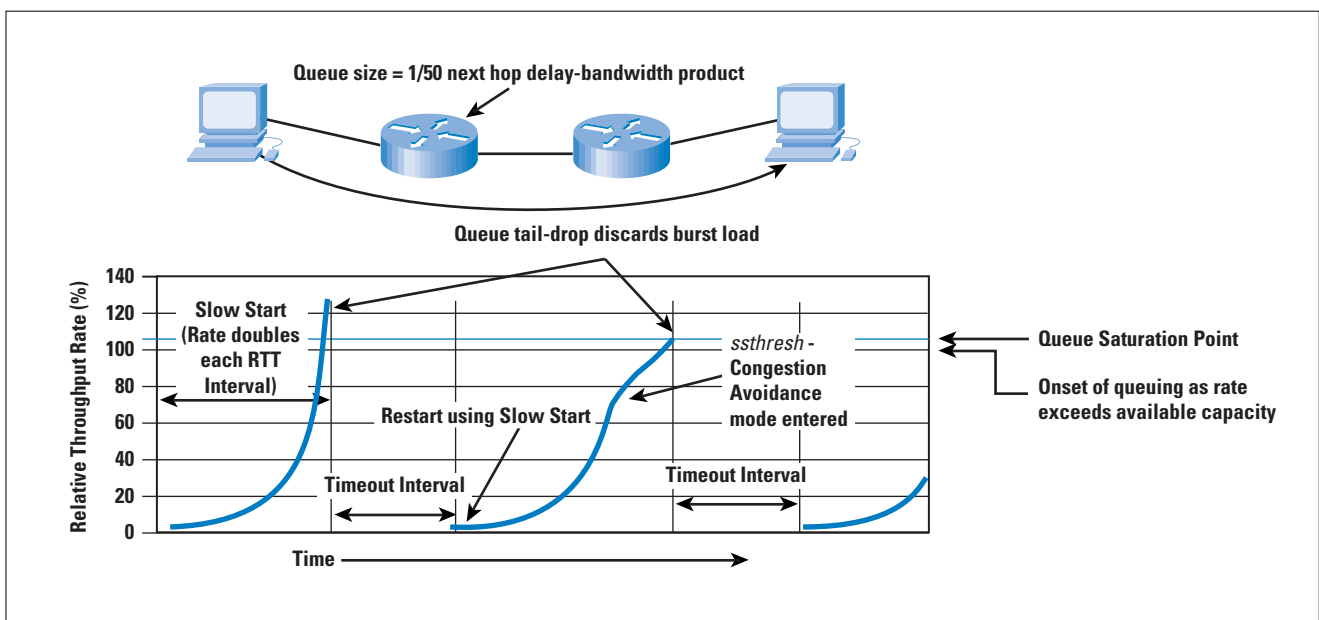 Queue size = 1/50 next hop delay-bandwidth product
Queue tail-drop discards burst load
Relative Throughput Rate (%)
140
120
100
80
60
40
20
0
Slow Start
(Rate doubles
each RTT
Interval)
Timeout Interval
Restart using Slow Start
ssthresh -
Congestion
Avoidance
mode entered
Timeout Interval
Queue Saturation Point
Onset of queuing as rate
exceeds available capacity
Time